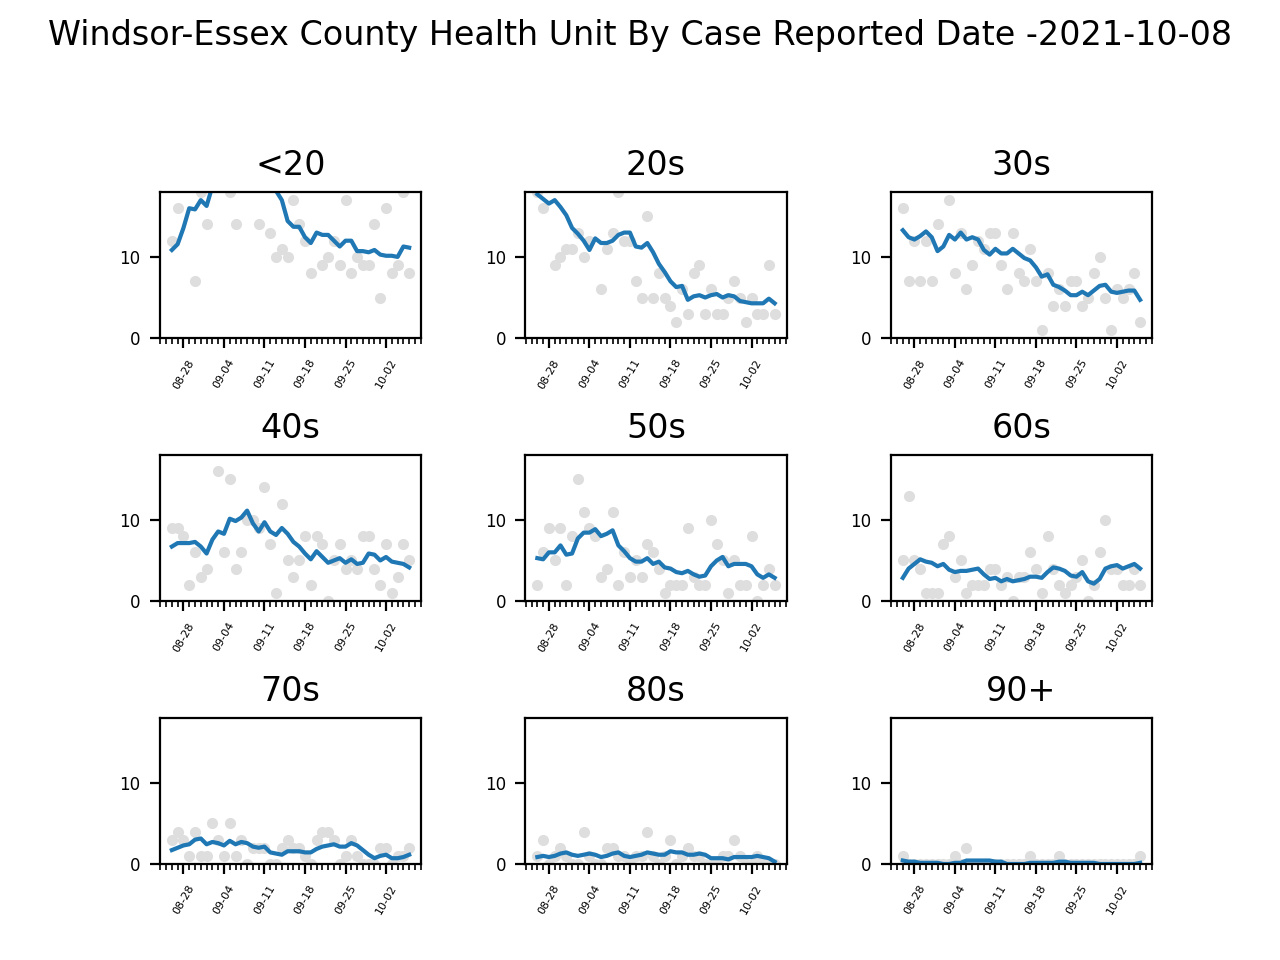 Windsor-Essex County Health Unit By Case Reported Date -2021-10-08
<20 20s 30s
10 10 10
0 0 0
08-28 09-04 09-11 09-18 09-25 10-02 08-28 09-04 09-11 09-18 09-25 10-02 08-28 09-04 09-11 09-18 09-25 10-02
40s 50s 60s
10 10 10
0 0 0
08-28 09-04 09-11 09-18 09-25 10-02 08-28 09-04 09-11 09-18 09-25 10-02 08-28 09-04 09-11 09-18 09-25 10-02
70s 80s 90+
10 10 10
0 0 0
08-28 09-04 09-11 09-18 09-25 10-02 08-28 09-04 09-11 09-18 09-25 10-02 08-28 09-04 09-11 09-18 09-25 10-02